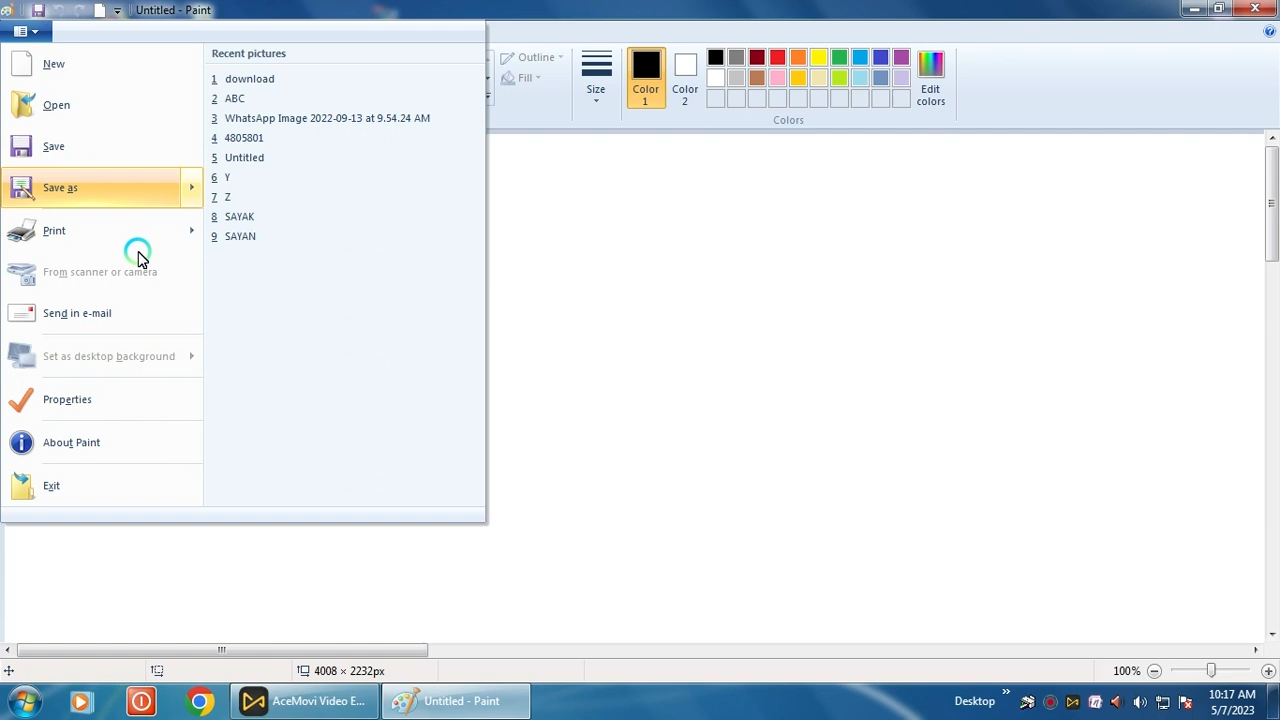 Untitled - Paint
New
Open
Save
Save as
Print
From scanner or camera
Send in e-mail
Set as desktop background
Properties
About Paint
Exit
Recent pictures
1 download
2 ABC
3 WhatsApp Image 2022-09-13 at 9.54.24 AM
4 4805801
5 Untitled
6 Y
7 Z
8 SAYAK
9 SAYAN
Outline
Fill
Size
Color 1
Color 2
Edit colors
Colors
4008 × 2232px
100%
AceMovi Video E...
Untitled - Paint
Desktop
10:17 AM
5/7/2023